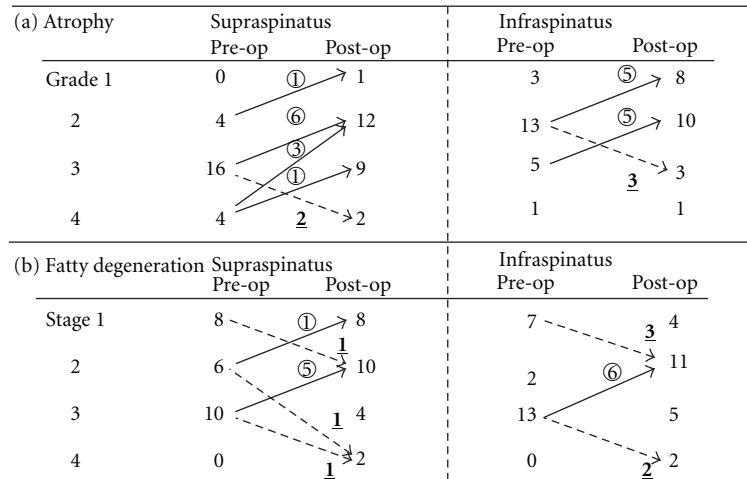 (a) Atrophy Supraspinatus Infraspinatus
Pre-op Post-op Pre-op Post-op
Grade 1 0 ① 1 3 ⑤ 8
2 4 ⑥ 12 13 ⑤ 10
3 16 ③ ① 9 5 3 3
4 4 2 2 1 1
(b) Fatty degeneration Supraspinatus Infraspinatus
Pre-op Post-op Pre-op Post-op
Stage 1 8 ① 8 7 3 4
2 6 1 ⑤ 10 2 ⑥ 11
3 10 1 4 13 5
4 0 1 2 0 2 2